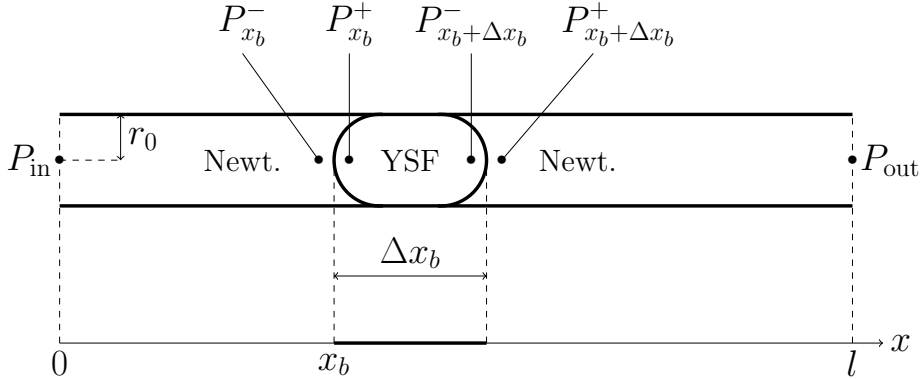 P_{x_b}^- P_{x_b}^+ P_{x_b+Δx_b}^- P_{x_b+Δx_b}^+
r_0
P_in Newt. YSF Newt. P_out
Δx_b
0 x_b l x